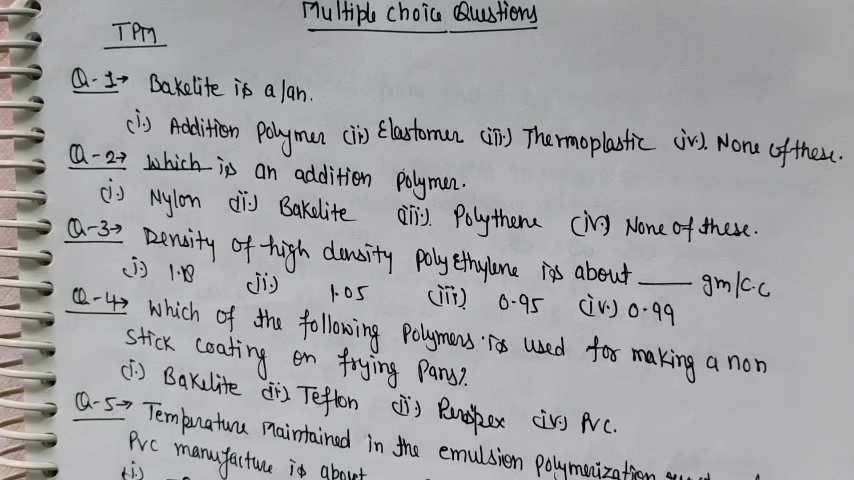 Multiple choice Questions
TPM
Q-1→ Bakelite is a/an.
(i.) Addition Polymer (ii) Elastomer (iii.) Thermoplastic (iv.). None of these.
Q-2→ which is an addition polymer.
(i.) Nylon (ii.) Bakelite (iii). Polythene (iv.) None of these.
Q-3→ Density of high density polyethylene is about ____ gm/c.c
(i) 1.18 (ii.) 1.05 (iii) 0.95 (iv.) 0.99
Q-4→ which of the following polymers is used for making a non
stick coating on frying pans?
(i.) Bakelite (ii). Teflon (ii) Perspex (iv.) Pvc.
Q-5→ Temperature Maintained in the emulsion polymerization
Pvc manufacture is about
(i.)